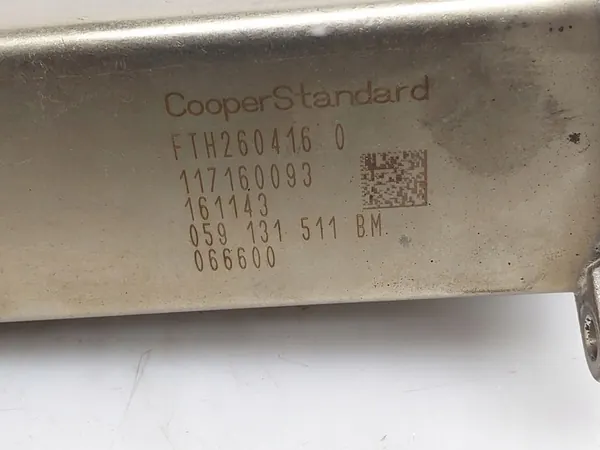 CooperStandard
FTH260416 0
117160093
161143
059 131 511 BM
066600